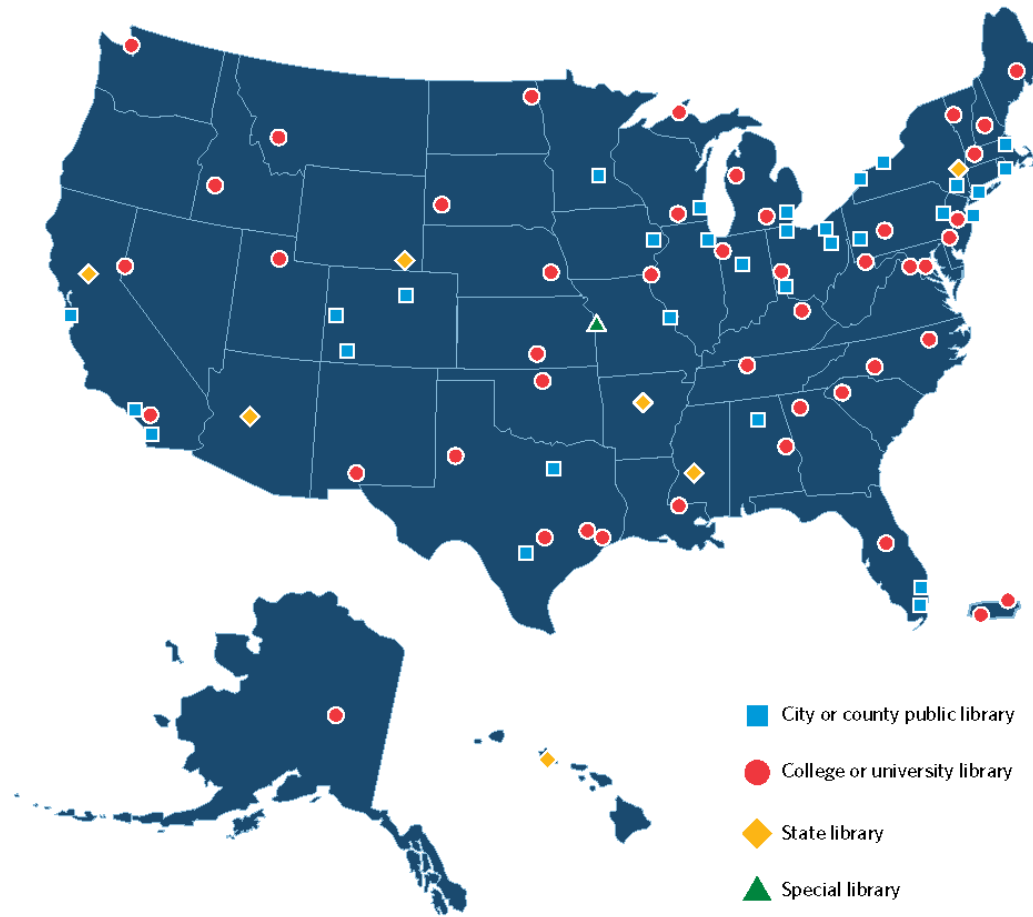 City or county public library
College or university library
State library
Special library